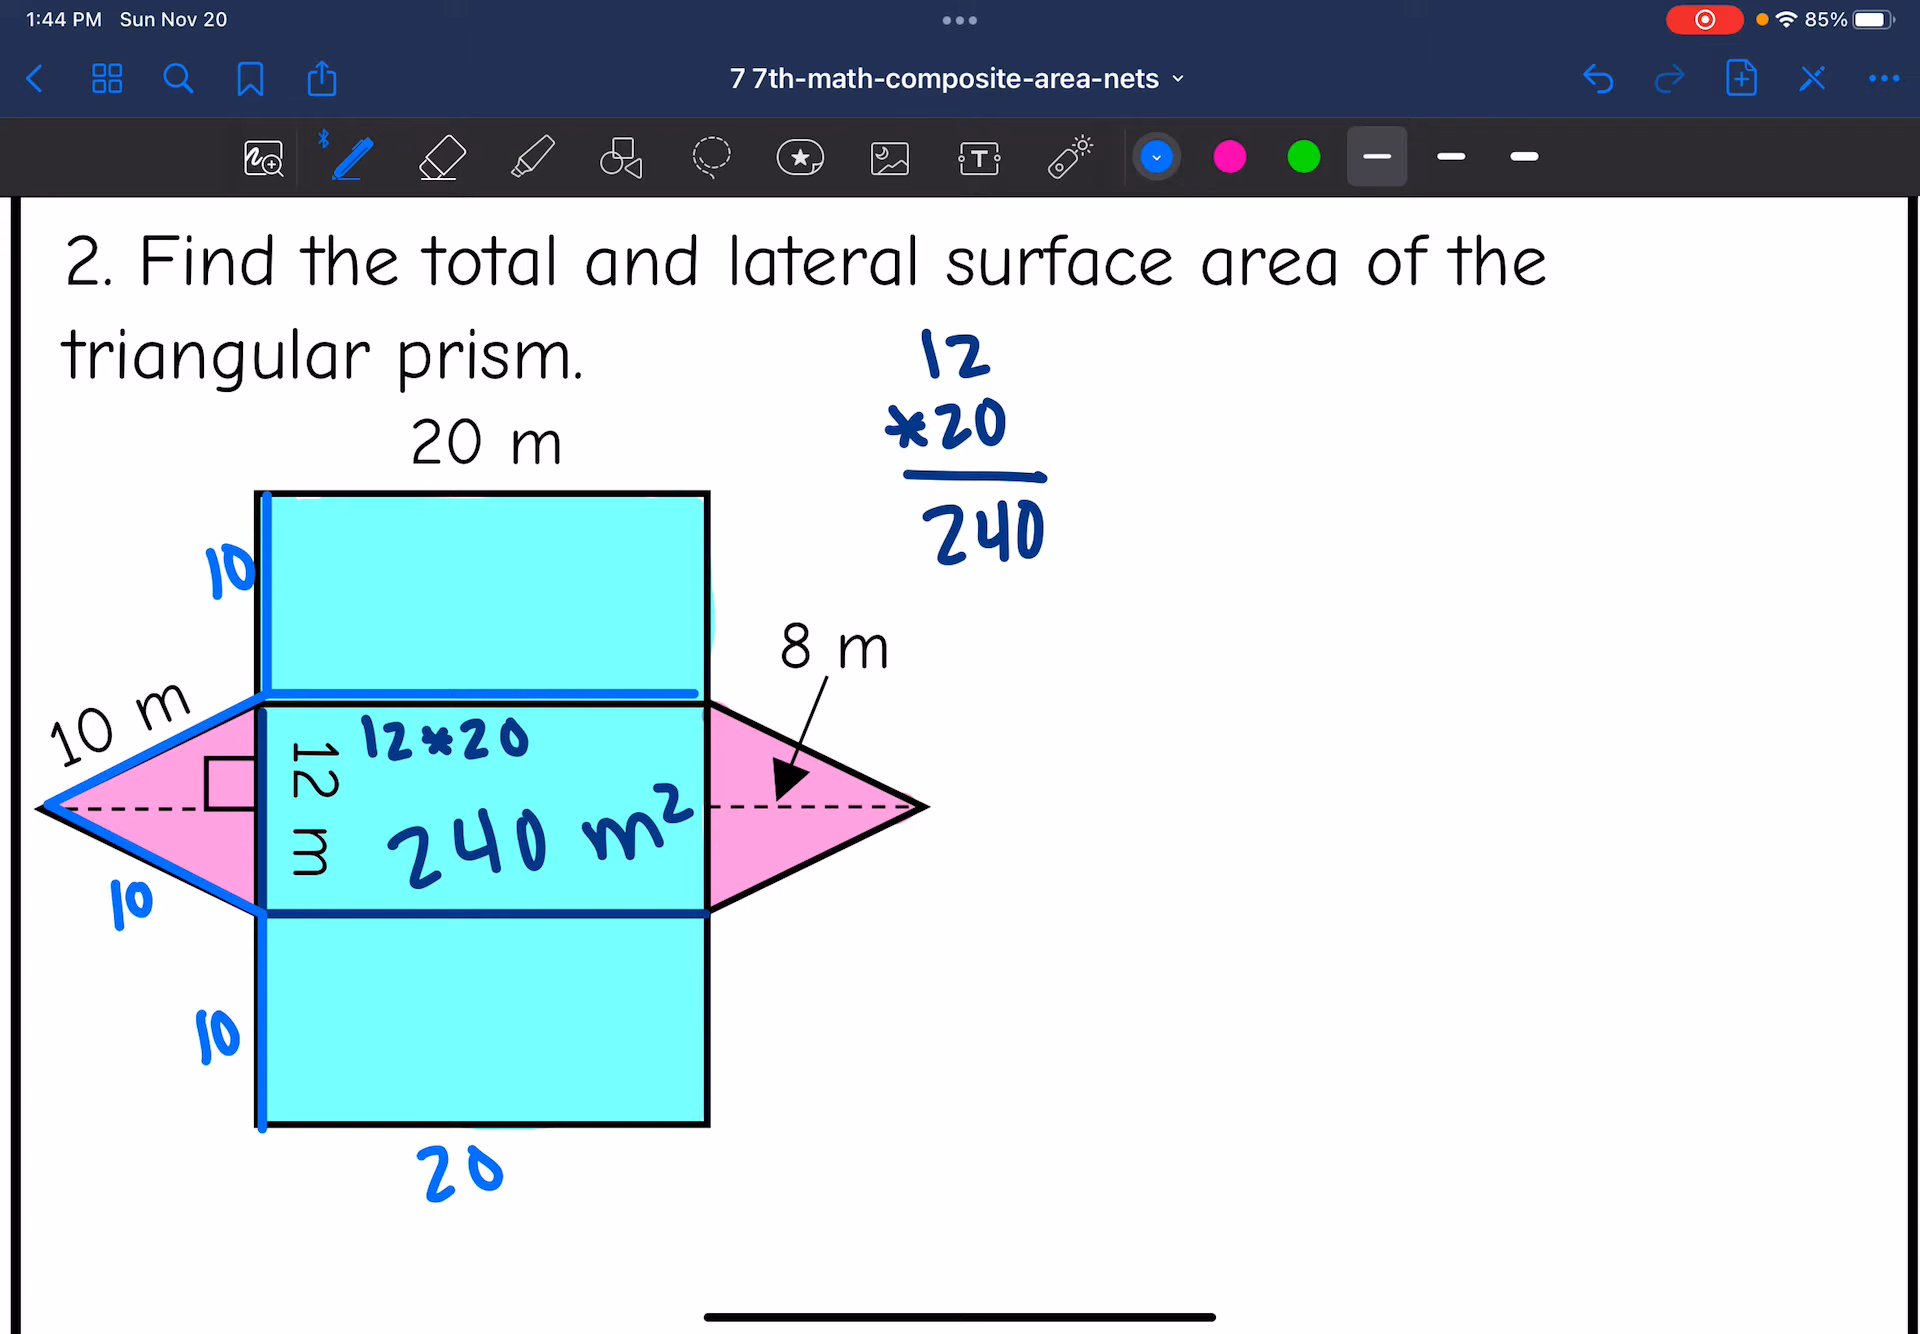 1:44 PM Sun Nov 20
85%
7 7th-math-composite-area-nets
T
2. Find the total and lateral surface area of the
triangular prism.
12
*20
240
20 m
10
8 m
10 m
12 m
12*20
240 m²
10
10
20